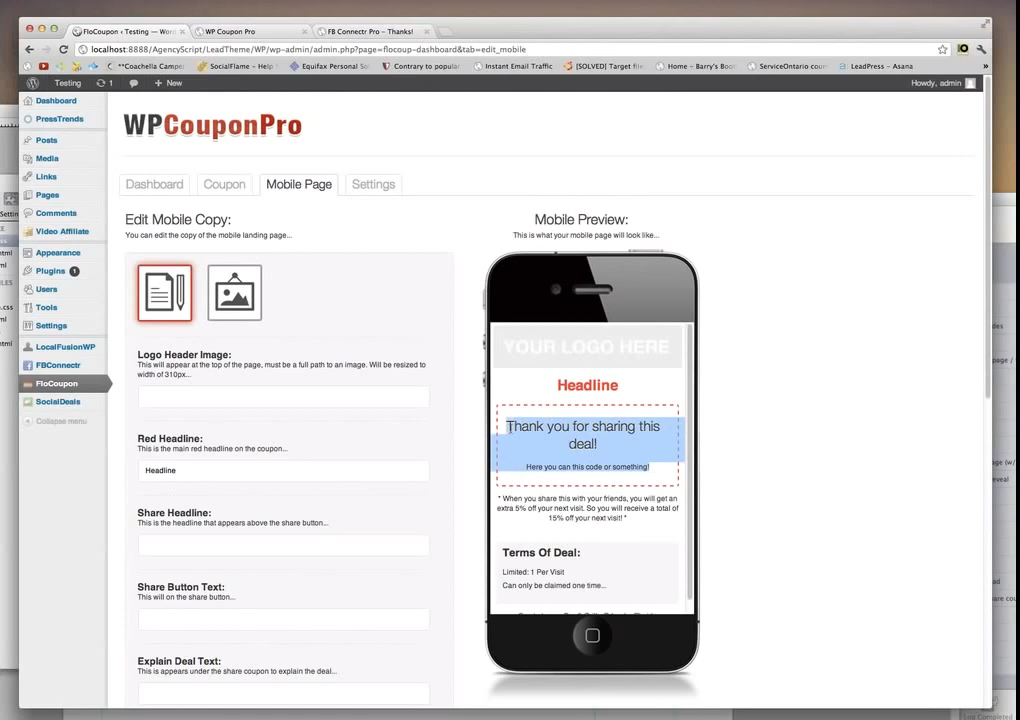 FloCoupon ‹ Testing — Wor
WP Coupon Pro
FB Connectr Pro – Thanks!
localhost:8888/AgencyScript/LeadTheme/WP/wp-admin/admin.php?page=flocoup-dashboard&tab=edit_mobile
**Coachella Camper
SocialFlame – Help
Equifax Personal So
Contrary to popular
Instant Email Traffic
[SOLVED] Target file
Home – Barry's Boo
ServiceOntario cour
LeadPress – Asana
»
Testing
1
+ New
Howdy, admin
Dashboard
PressTrends
Posts
Media
Links
Pages
Comments
Video Affiliate
Appearance
Plugins 1
Users
Tools
Settings
LocalFusionWP
FBConnectr
FloCoupon
SocialDeals
Collapse menu
WPCouponPro
Dashboard
Coupon
Mobile Page
Settings
Edit Mobile Copy:
You can edit the copy of the mobile landing page...
Logo Header Image:
This will appear at the top of the page, must be a full path to an image. Will be resized to
width of 310px...
Red Headline:
This is the main red headline on the coupon...
Headline
Share Headline:
This is the headline that appears above the share button...
Share Button Text:
This will on the share button...
Explain Deal Text:
This is appears under the share coupon to explain the deal...
Mobile Preview:
This is what your mobile page will look like...
YOUR LOGO HERE
Headline
Thank you for sharing this
deal!
Here you can this code or something!
* When you share this with your friends, you will get an
extra 5% off your next visit. So you will receive a total of
15% off your next visit! *
Terms Of Deal:
Limited: 1 Per Visit
Can only be claimed one time...